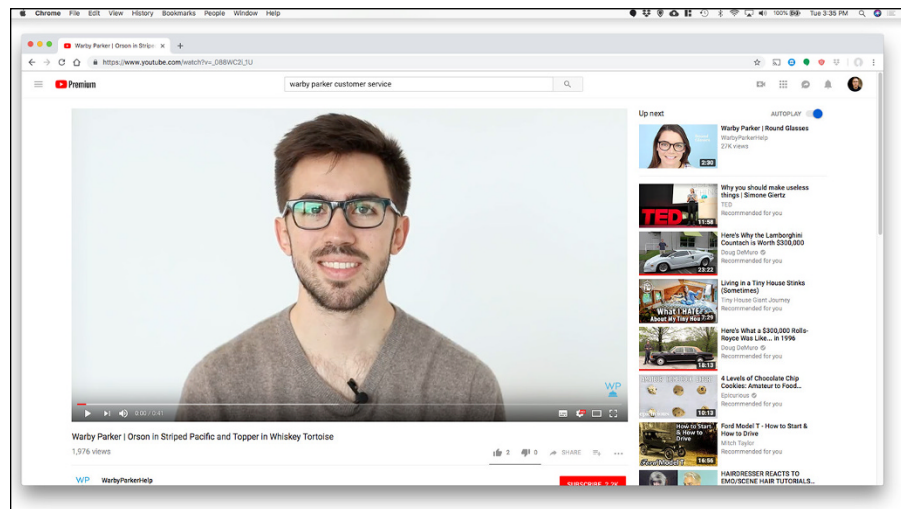 Chrome File Edit View History Bookmarks People Window Help
100% Tue 3:35 PM
Warby Parker | Orson in Stripe
https://www.youtube.com/watch?v=_088WC2i_1U
Premium
warby parker customer service
WP
0:00 / 0:41
Warby Parker | Orson in Striped Pacific and Topper in Whiskey Tortoise
1,976 views
2
0
SHARE
WP
WarbyParkerHelp
SUBSCRIBE 2.2K
Up next
AUTOPLAY
2:30
Warby Parker | Round Glasses
WarbyParkerHelp
27K views
TED
11:58
Why you should make useless
things | Simone Giertz
TED
Recommended for you
23:22
Here's Why the Lamborghini
Countach is Worth $300,000
Doug DeMuro
Recommended for you
What I HATE
About My Tiny Hou
7:29
Living in a Tiny House Stinks
(Sometimes)
Tiny House Giant Journey
Recommended for you
18:13
Here's What a $300,000 Rolls-
Royce Was Like... in 1996
Doug DeMuro
Recommended for you
10:13
4 Levels of Chocolate Chip
Cookies: Amateur to Food...
Epicurious
Recommended for you
How to Start
& How to
Drive
Ford Model T
16:56
Ford Model T - How to Start &
How to Drive
Mitch Taylor
Recommended for you
HAIRDRESSER REACTS TO
EMO/SCENE HAIR TUTORIALS...